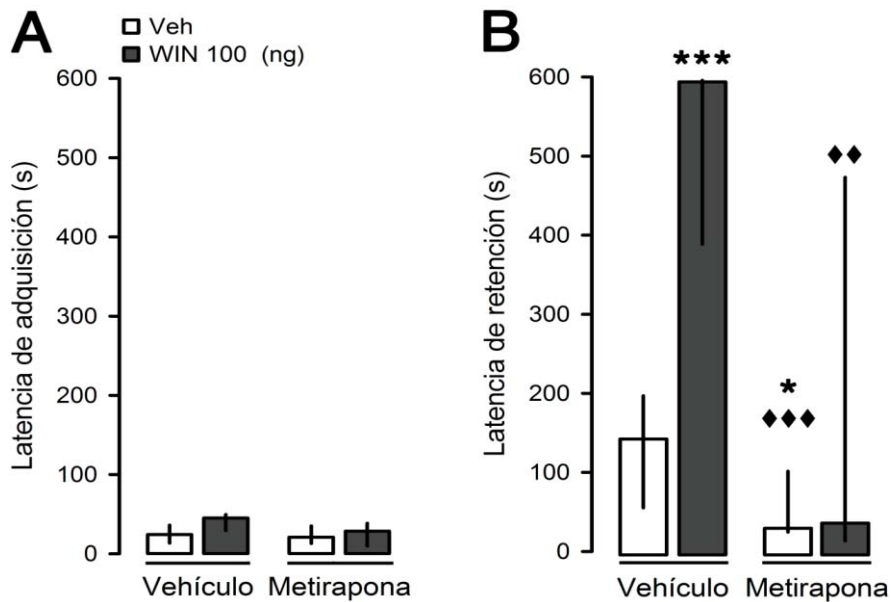 A
Veh
WIN 100 (ng)
Latencia de adquisición (s)
600
500
400
300
200
100
0
Vehículo
Metirapona
B
Latencia de retención (s)
600
500
400
300
200
100
0
***
♦♦
*
♦♦♦
Vehículo
Metirapona